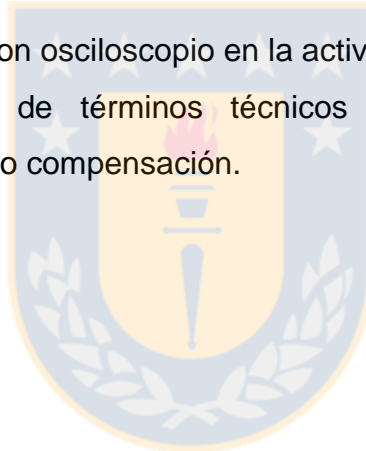 on osciloscopio en la activ
de términos técnicos
o compensación.